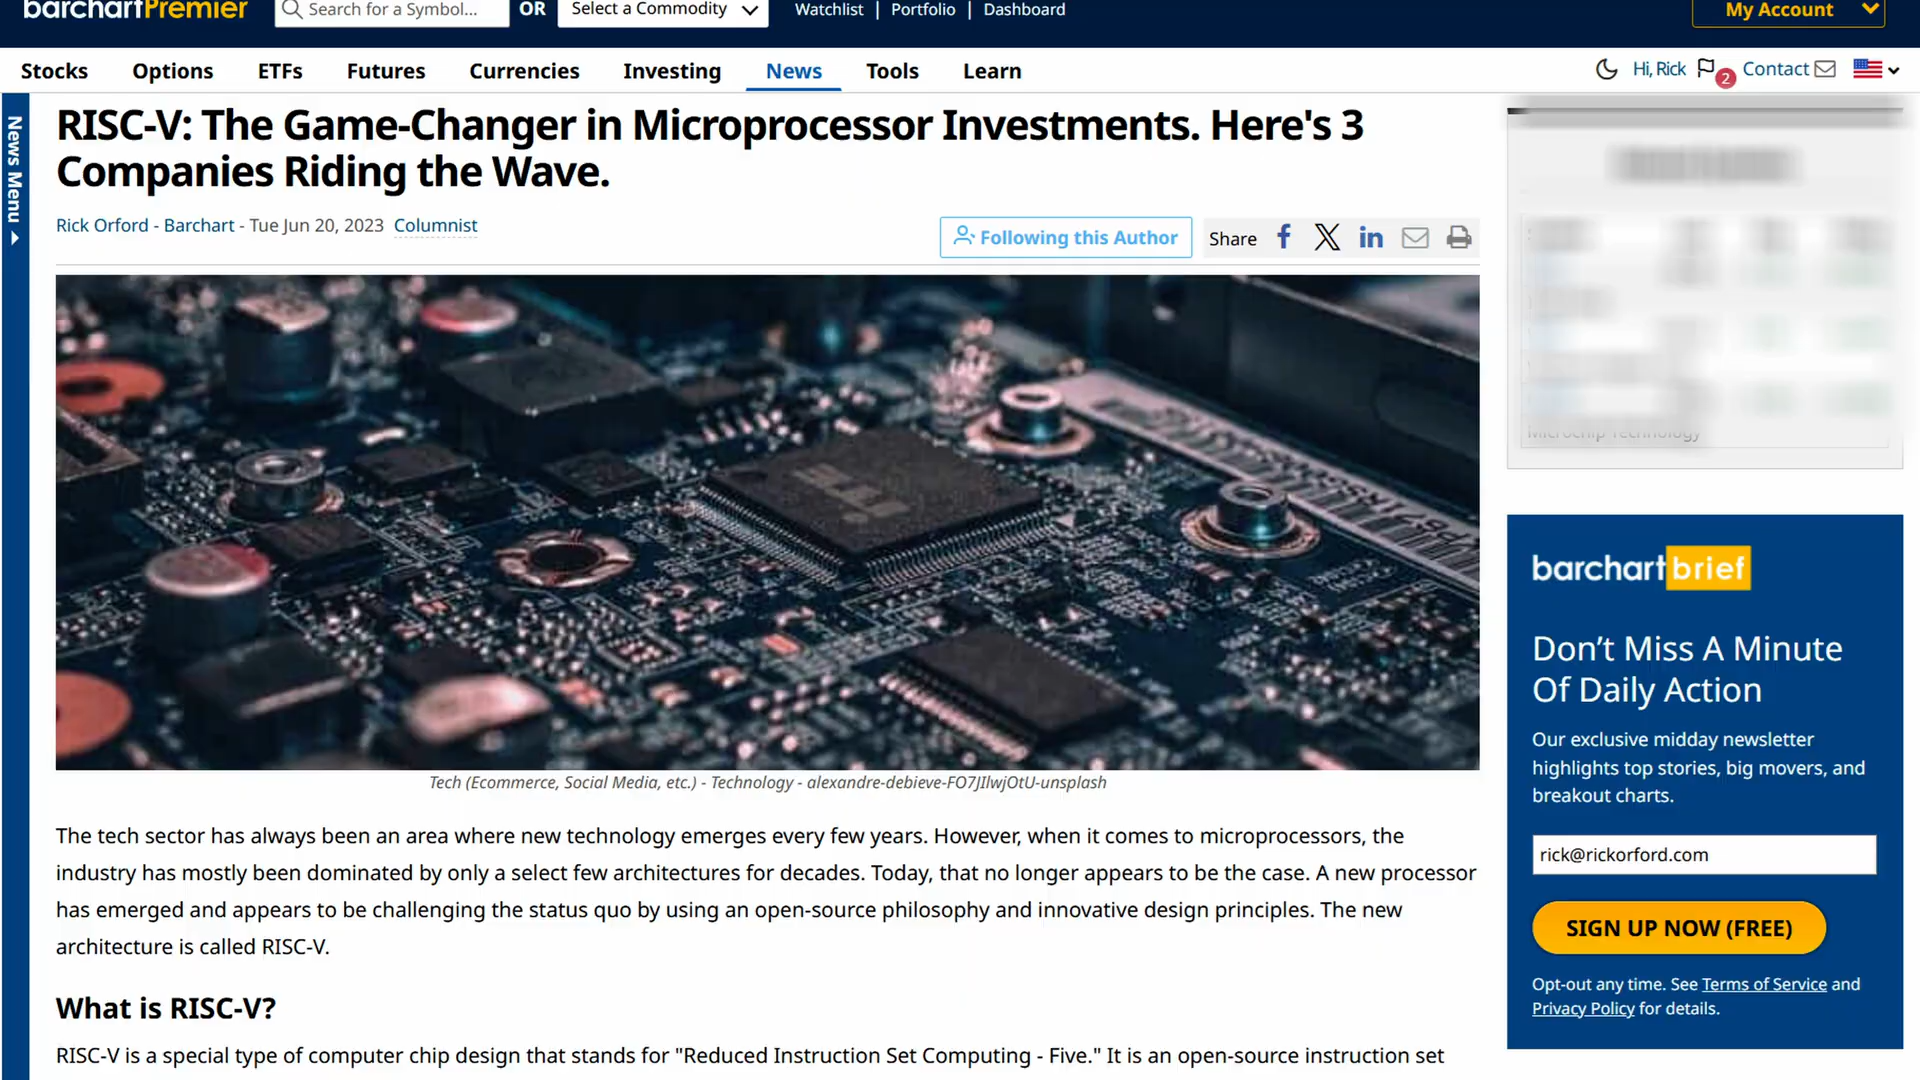 barchartPremier
Search for a Symbol...
OR
Select a Commodity
Watchlist | Portfolio | Dashboard
My Account
Stocks Options ETFs Futures Currencies Investing News Tools Learn
Hi, Rick
2
Contact
News Menu
RISC-V: The Game-Changer in Microprocessor Investments. Here's 3
Companies Riding the Wave.
Rick Orford - Barchart - Tue Jun 20, 2023 Columnist
Following this Author
Share
Tech (Ecommerce, Social Media, etc.) - Technology - alexandre-debieve-FO7JIlwjOtU-unsplash
The tech sector has always been an area where new technology emerges every few years. However, when it comes to microprocessors, the
industry has mostly been dominated by only a select few architectures for decades. Today, that no longer appears to be the case. A new processor
has emerged and appears to be challenging the status quo by using an open-source philosophy and innovative design principles. The new
architecture is called RISC-V.
What is RISC-V?
RISC-V is a special type of computer chip design that stands for "Reduced Instruction Set Computing - Five." It is an open-source instruction set
Microchip Technology
barchart brief
Don’t Miss A Minute
Of Daily Action
Our exclusive midday newsletter
highlights top stories, big movers, and
breakout charts.
rick@rickorford.com
SIGN UP NOW (FREE)
Opt-out any time. See Terms of Service and
Privacy Policy for details.